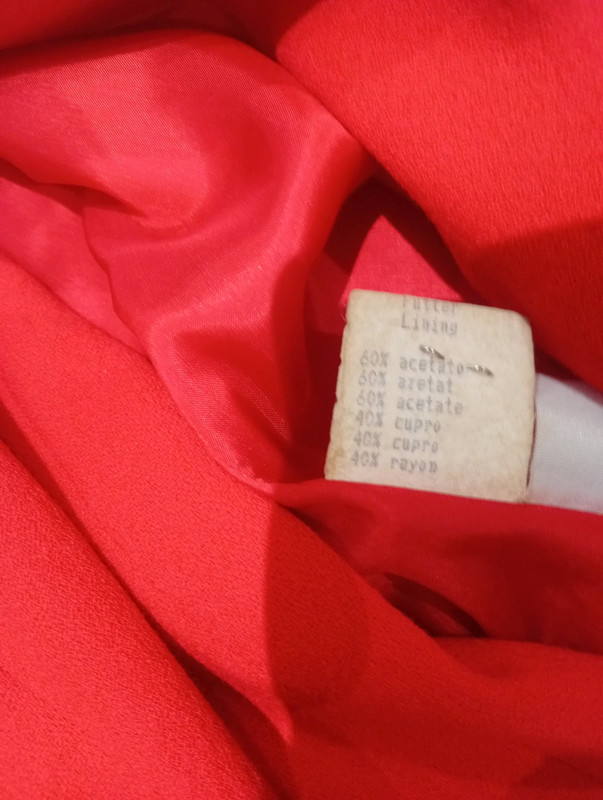 Futter
Lining
60% acetato
60% azetat
60% acetate
40% cupro
40% cupro
40% rayon